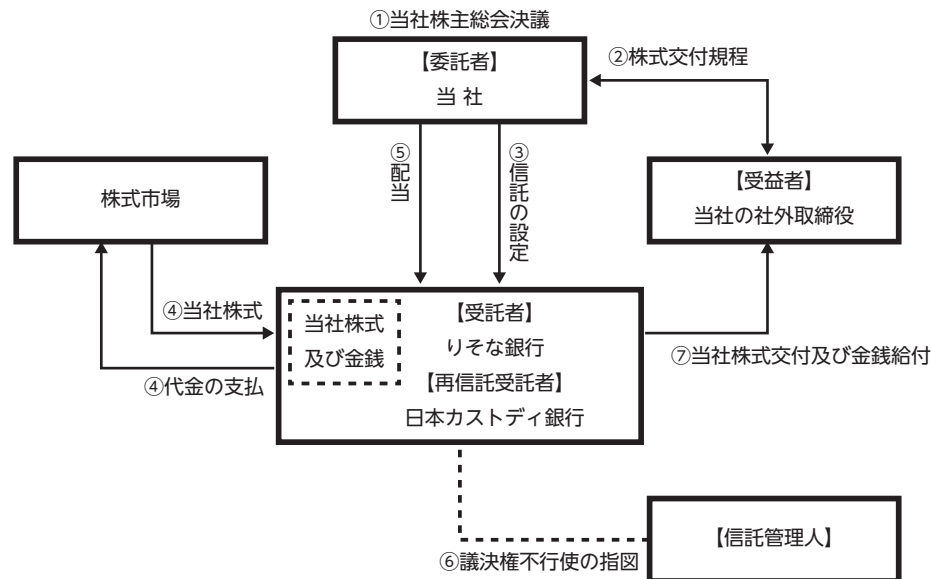 ①当社株主総会決議
【委託者】
当 社
②株式交付規程
⑤配当
③信託の設定
株式市場
【受益者】
当社の社外取締役
④当社株式
④代金の支払
当社株式
及び金銭
【受託者】
りそな銀行
【再信託受託者】
日本カストディ銀行
⑦当社株式交付及び金銭給付
【信託管理人】
⑥議決権不行使の指図